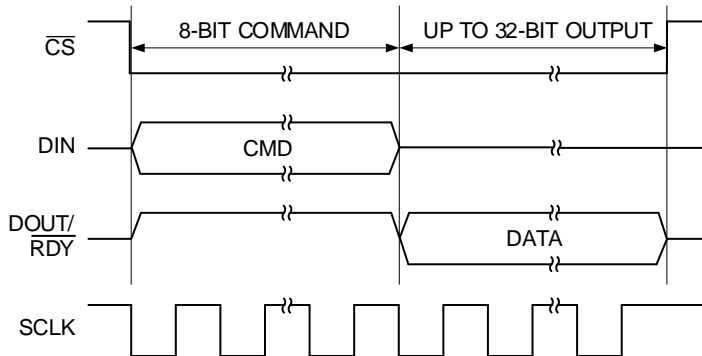 8-BIT COMMAND
UP TO 32-BIT OUTPUT
CS
DIN
CMD
DOUT/
RDY
DATA
SCLK